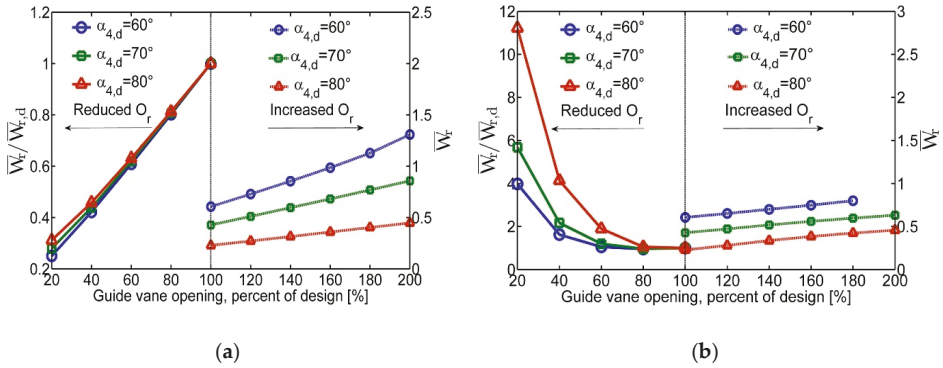 1.2
1
0.8
0.6
0.4
0.2
W̅r/W̅r,d
α4,d=60°
α4,d=70°
α4,d=80°
Reduced Or
α4,d=60°
α4,d=70°
α4,d=80°
Increased Or
2.5
2
1.5
1
0.5
0
W̅r
20 40 60 80 100 120 140 160 180 200
Guide vane opening, percent of design [%]
(a)
12
10
8
6
4
2
0
W̅r/W̅r,d
α4,d=60°
α4,d=70°
α4,d=80°
Reduced Or
α4,d=60°
α4,d=70°
α4,d=80°
Increased Or
3
2.5
2
1.5
1
0.5
0
W̅r
20 40 60 80 100 120 140 160 180 200
Guide vane opening, percent of design [%]
(b)